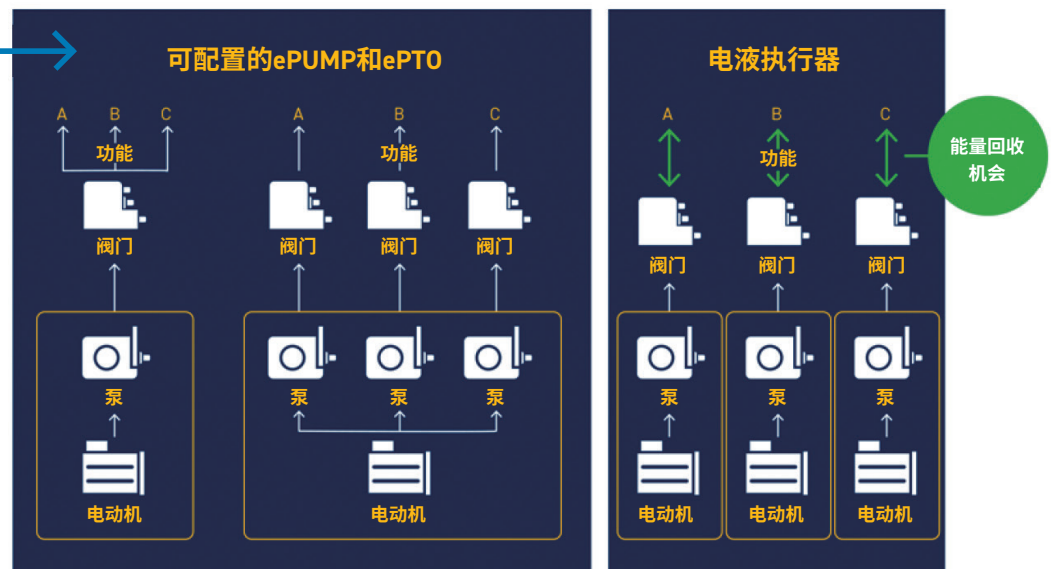 可配置的ePUMP和ePTO
A B C
功能
阀门
泵
电动机
A B C
功能
阀门 阀门 阀门
泵 泵 泵
电动机
电液执行器
A B C
功能
阀门 阀门 阀门
泵 泵 泵
电动机 电动机 电动机
能量回收
机会